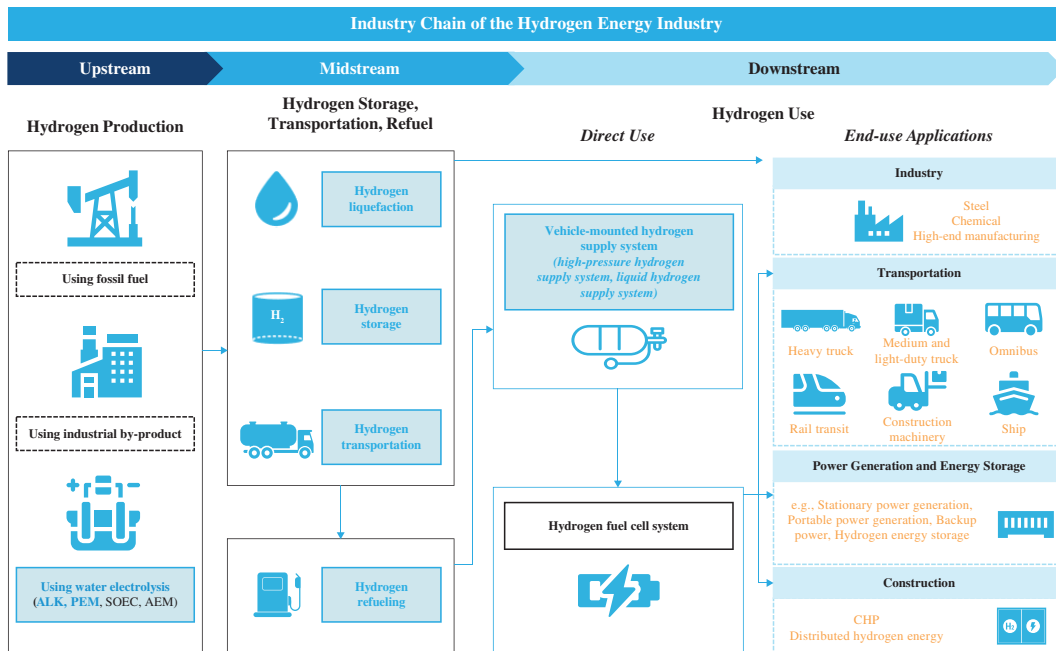 Industry Chain of the Hydrogen Energy Industry
Upstream
Midstream
Downstream
Hydrogen Production
Hydrogen Storage,
Transportation, Refuel
Hydrogen Use
Direct Use
End-use Applications
Using fossil fuel
Using industrial by-product
Using water electrolysis
(ALK, PEM, SOEC, AEM)
Hydrogen
liquefaction
H2
Hydrogen
storage
Hydrogen
transportation
Hydrogen
refueling
Vehicle-mounted hydrogen
supply system
(high-pressure hydrogen
supply system, liquid hydrogen
supply system)
Hydrogen fuel cell system
Industry
Steel
Chemical
High-end manufacturing
Transportation
Heavy truck
Medium and
light-duty truck
Omnibus
Rail transit
Construction
machinery
Ship
Power Generation and Energy Storage
e.g., Stationary power generation,
Portable power generation, Backup
power, Hydrogen energy storage
Construction
CHP
Distributed hydrogen energy
H2